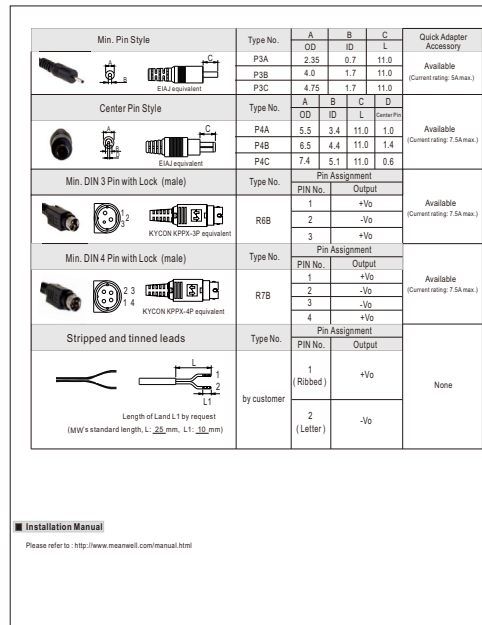 Min. Pin Style
Type No.
A
B
C
Quick Adapter
Accessory
OD
ID
L
A
B
C
EIAJ equivalent
P3A
2.35
0.7
11.0
P3B
4.0
1.7
11.0
P3C
4.75
1.7
11.0
Available
(Current rating: 5A max.)
Center Pin Style
Type No.
A
B
C
D
OD
ID
L
Center Pin
A
C
EIAJ equivalent
P4A
5.5
3.4
11.0
1.0
P4B
6.5
4.4
11.0
1.4
P4C
7.4
5.1
11.0
0.6
Available
(Current rating: 7.5A max.)
Min. DIN 3 Pin with Lock (male)
Type No.
Pin Assignment
PIN No.
Output
1
2
3
KYCON KPPX-3P equivalent
R6B
1
+Vo
2
-Vo
3
+Vo
Available
(Current rating: 7.5A max.)
Min. DIN 4 Pin with Lock (male)
Type No.
Pin Assignment
PIN No.
Output
2 3
1 4
KYCON KPPX-4P equivalent
R7B
1
+Vo
2
-Vo
3
-Vo
4
+Vo
Available
(Current rating: 7.5A max.)
Stripped and tinned leads
Type No.
Pin Assignment
PIN No.
Output
L
1
2
L1
Length of L and L1 by request
(MW's standard length, L: 25 mm, L1: 10 mm)
by customer
1
(Ribbed)
+Vo
2
(Letter)
-Vo
None
Installation Manual
Please refer to : http://www.meanwell.com/manual.html